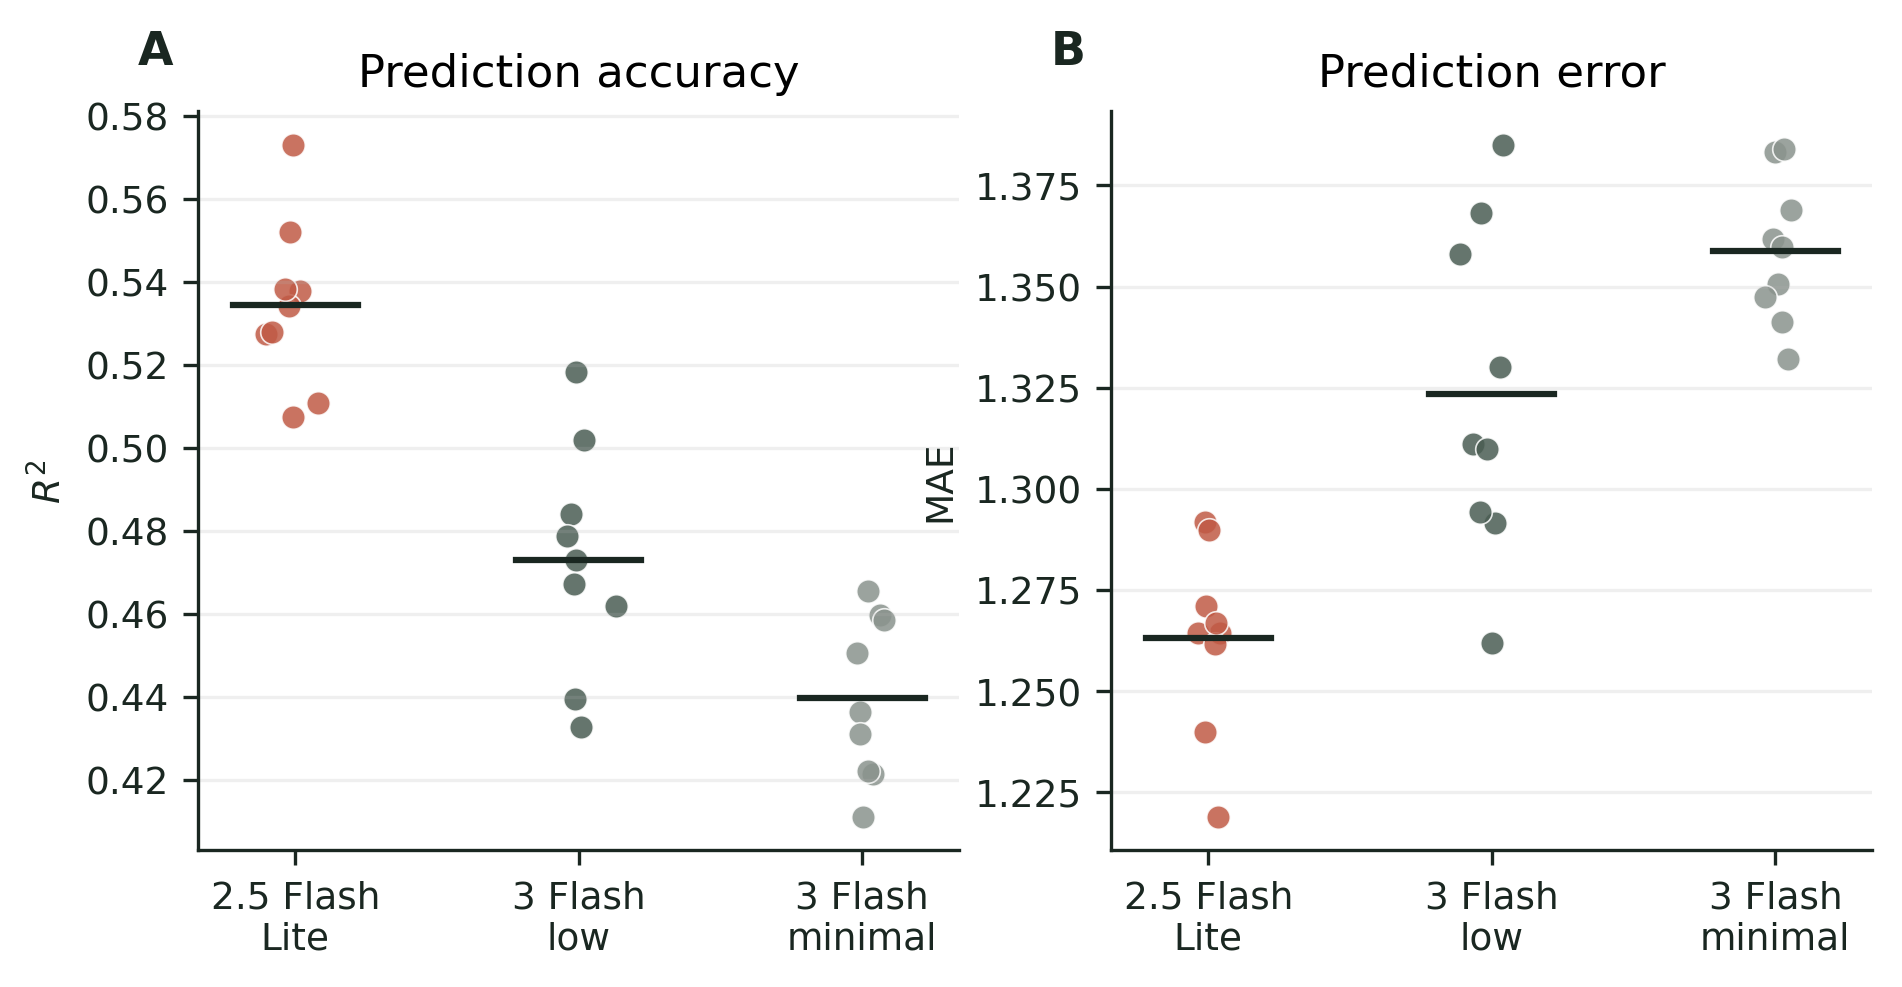 A
Prediction accuracy
R²
0.58
0.56
0.54
0.52
0.50
0.48
0.46
0.44
0.42
2.5 Flash
Lite
3 Flash
low
3 Flash
minimal
B
Prediction error
MAE
1.375
1.350
1.325
1.300
1.275
1.250
1.225
2.5 Flash
Lite
3 Flash
low
3 Flash
minimal